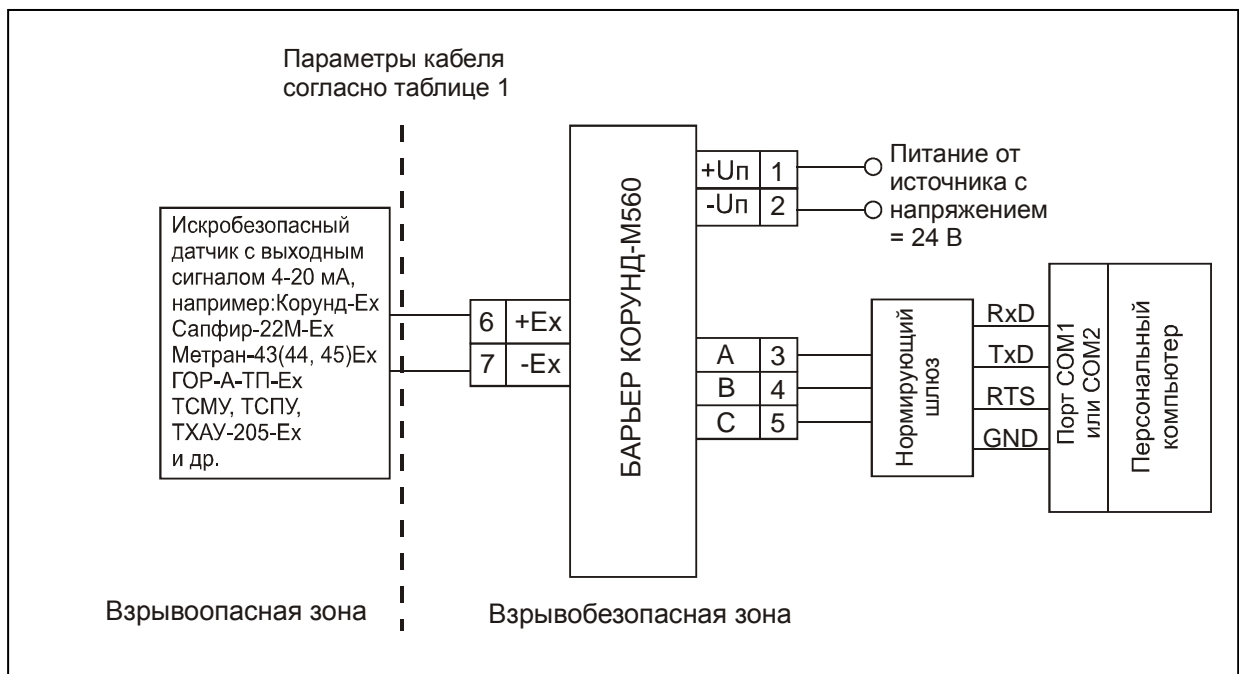 Параметры кабеля
согласно таблице 1
Искробезопасный
датчик с выходным
сигналом 4-20 мА,
например:Корунд-Ех
Сапфир-22М-Ех
Метран-43(44, 45)Ех
ГОР-А-ТП-Ех
ТСМУ, ТСПУ,
ТХАУ-205-Ех
и др.
6 +Ex
7 -Ex
БАРЬЕР КОРУНД-М560
+Uп 1
-Uп 2
Питание от
источника с
напряжением
= 24 В
А 3
В 4
С 5
Нормирующий
шлюз
RxD
TxD
RTS
GND
Порт COM1
или COM2
Персональный
компьютер
Взрывоопасная зона
Взрывобезопасная зона